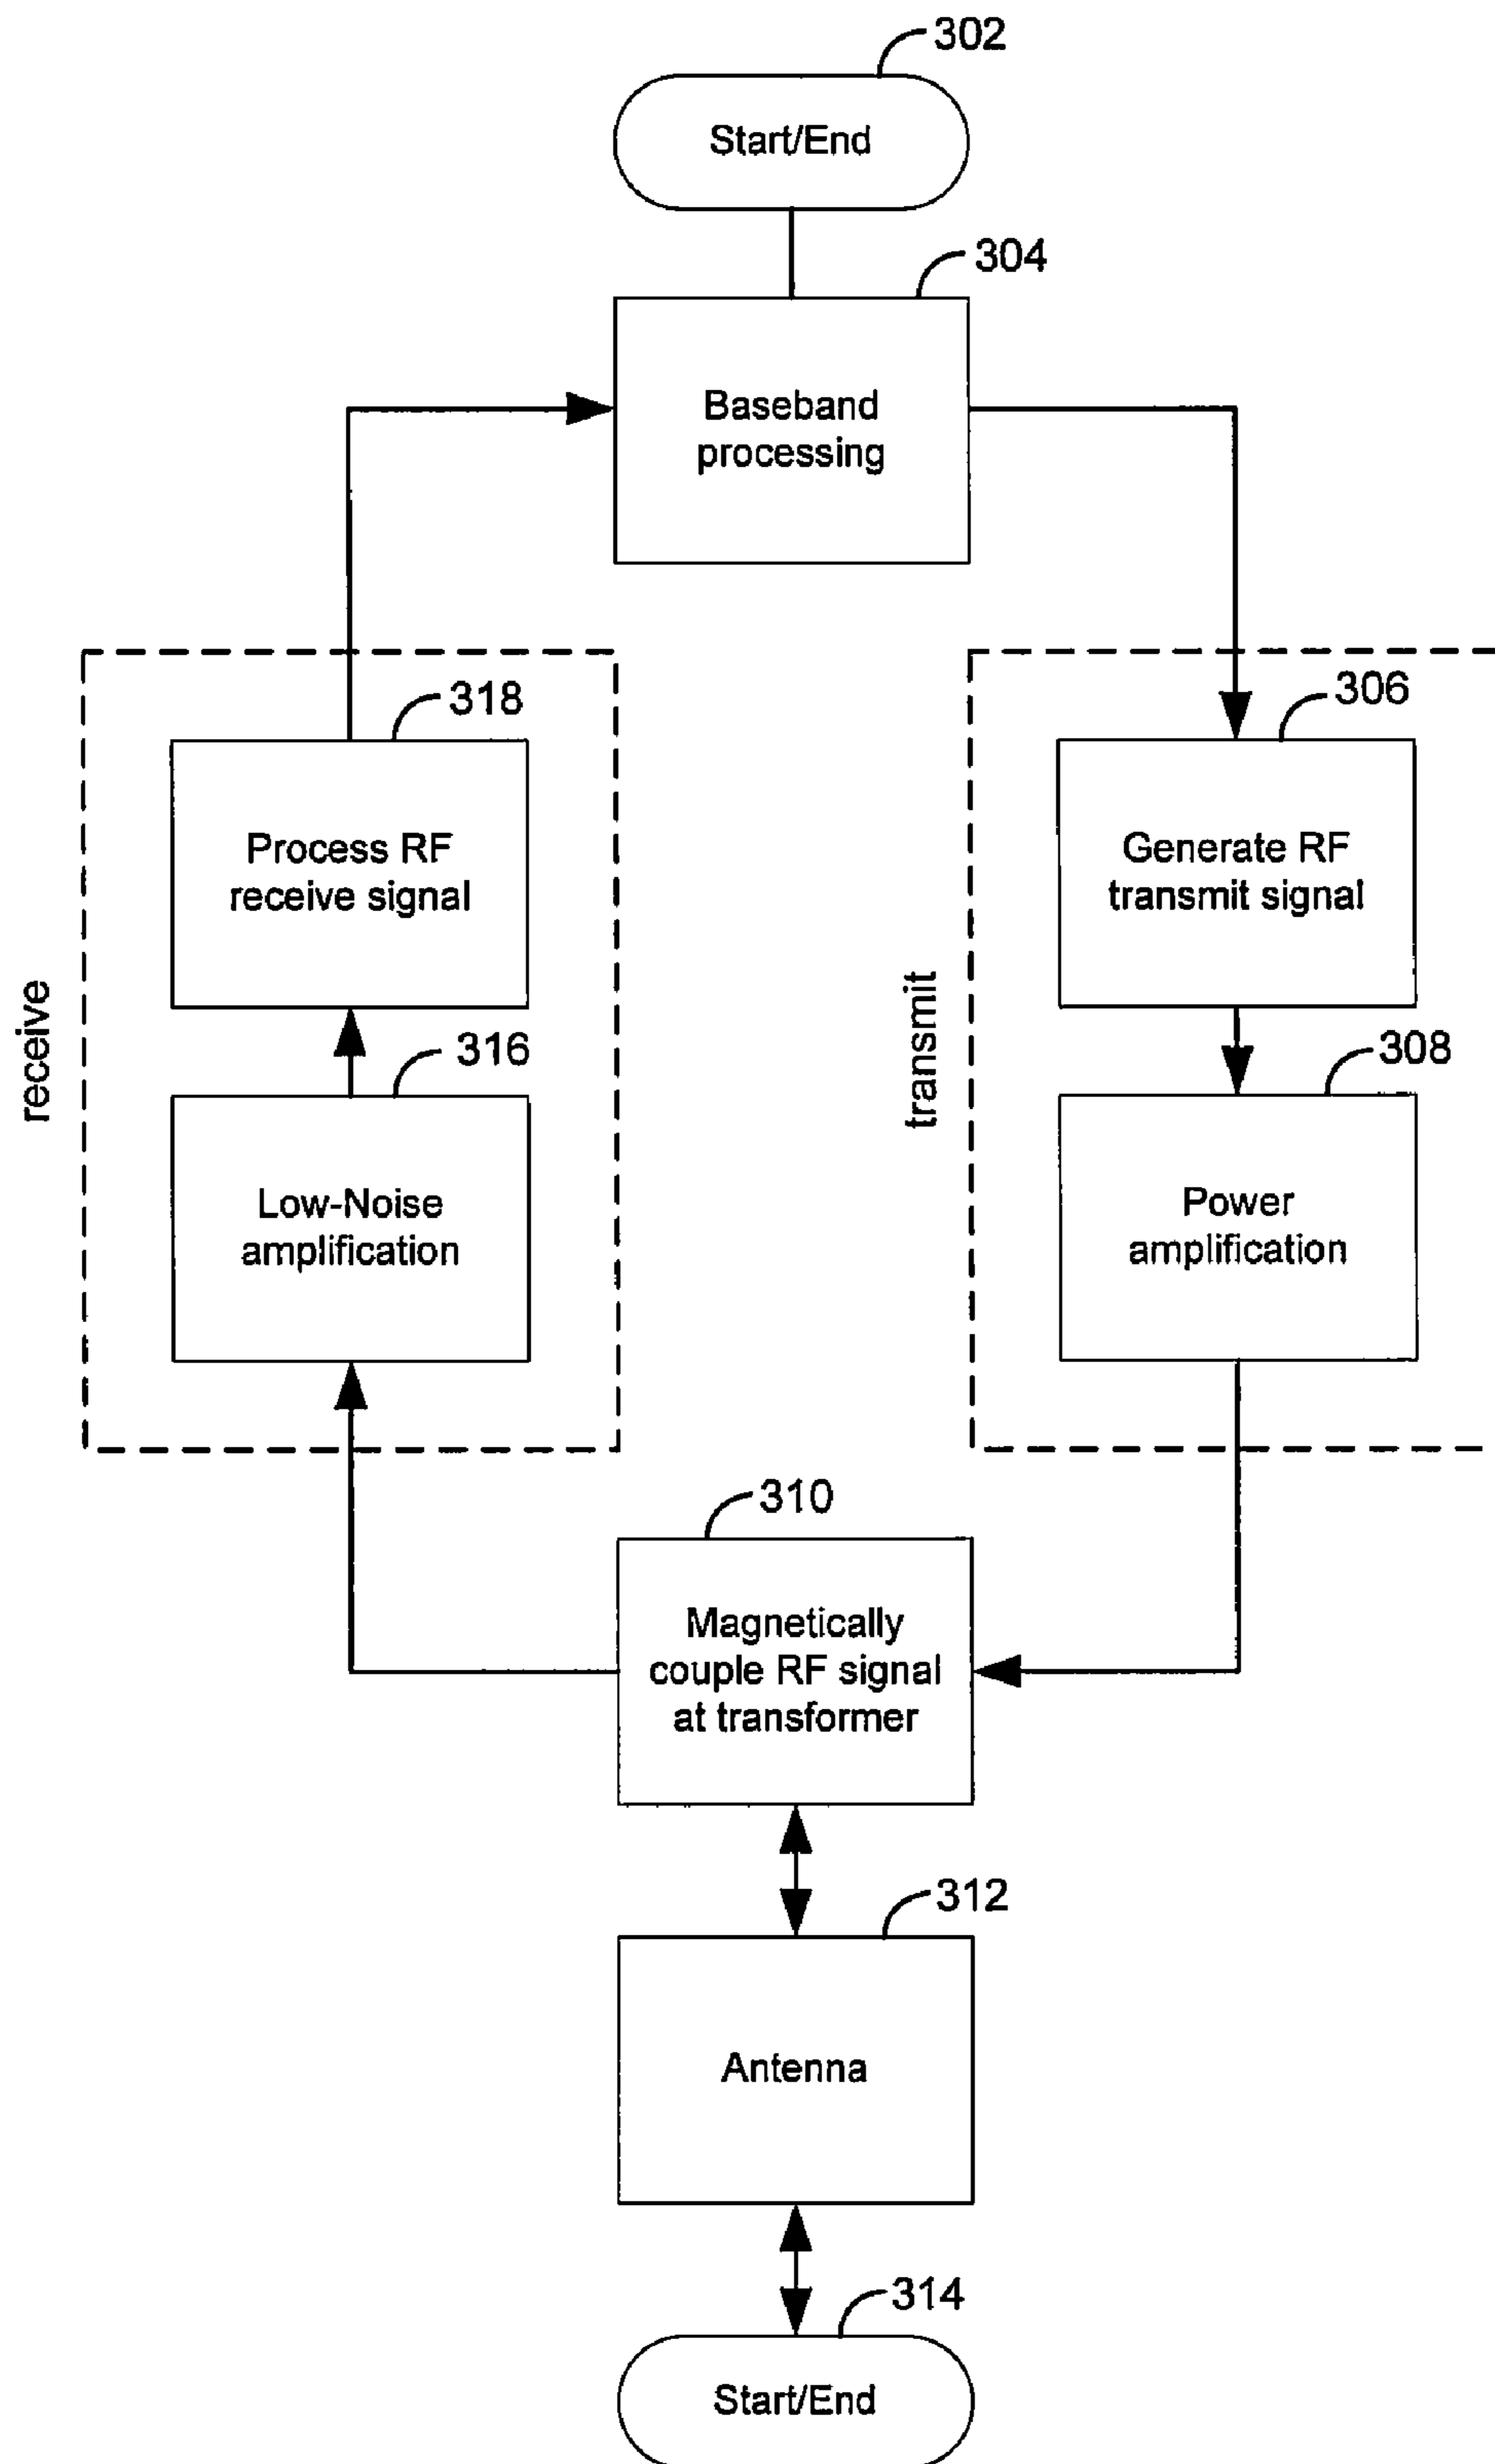 302
Start/End
304
Baseband
processing
318
306
Process RF
receive signal
Generate RF
transmit signal
receive
transmit
316
308
Low-Noise
amplification
Power
amplification
310
Magnetically
couple RF signal
at transformer
312
Antenna
314
Start/End